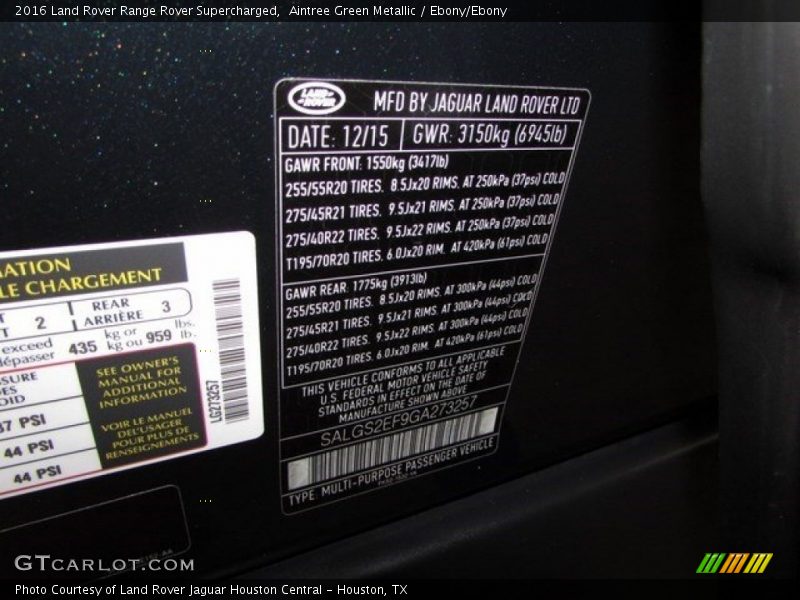 2016 Land Rover Range Rover Supercharged,  Aintree Green Metallic / Ebony/Ebony
LAND ROVER
MFD BY JAGUAR LAND ROVER LTD
DATE: 12/15 GWR: 3150kg (6945lb)
GAWR FRONT: 1550kg (3417lb)
255/55R20 TIRES. 8.5Jx20 RIMS. AT 250kPa (37psi) COLD
275/45R21 TIRES. 9.5Jx21 RIMS. AT 250kPa (37psi) COLD
275/40R22 TIRES. 9.5Jx22 RIMS. AT 250kPa (37psi) COLD
T195/70R20 TIRES. 6.0Jx20 RIM. AT 420kPa (61psi) COLD
GAWR REAR: 1775kg (3913lb)
255/55R20 TIRES. 8.5Jx20 RIMS. AT 300kPa (44psi) COLD
275/45R21 TIRES. 9.5Jx21 RIMS. AT 300kPa (44psi) COLD
275/40R22 TIRES. 9.5Jx22 RIMS. AT 300kPa (44psi) COLD
T195/70R20 TIRES. 6.0Jx20 RIM. AT 420kPa (61psi) COLD
THIS VEHICLE CONFORMS TO ALL APPLICABLE
U.S. FEDERAL MOTOR VEHICLE SAFETY
STANDARDS IN EFFECT ON THE DATE OF
MANUFACTURE SHOWN ABOVE
SALGS2EF9GA273257
TYPE: MULTI-PURPOSE PASSENGER VEHICLE
MATION
LE CHARGEMENT
2 REAR
ARRIÈRE 3
exceed
dépasser 435 kg or
kg ou 959 lbs.
lb.
37 PSI
44 PSI
44 PSI
SEE OWNER'S
MANUAL FOR
ADDITIONAL
INFORMATION
VOIR LE MANUEL
DEL'USAGER
POUR PLUS DE
RENSEIGNEMENTS
LG273257
GTcarlot.com
Photo Courtesy of Land Rover Jaguar Houston Central - Houston, TX